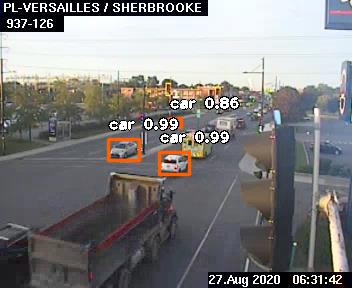 PL-VERSAILLES / SHERBROOKE
937-126
car 0.86
car 0.99
car 0.99
27.Aug 2020 06:31:42